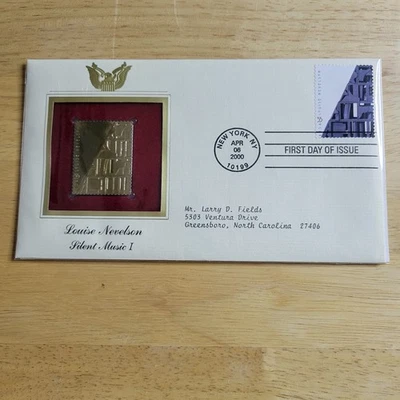 NEW YORK NY
APR
06
2000
10199
FIRST DAY OF ISSUE
Mr. Larry D. Fields
5303 Ventura Drive
Greensboro, North Carolina 27406
Louise Nevelson
Silent Music I